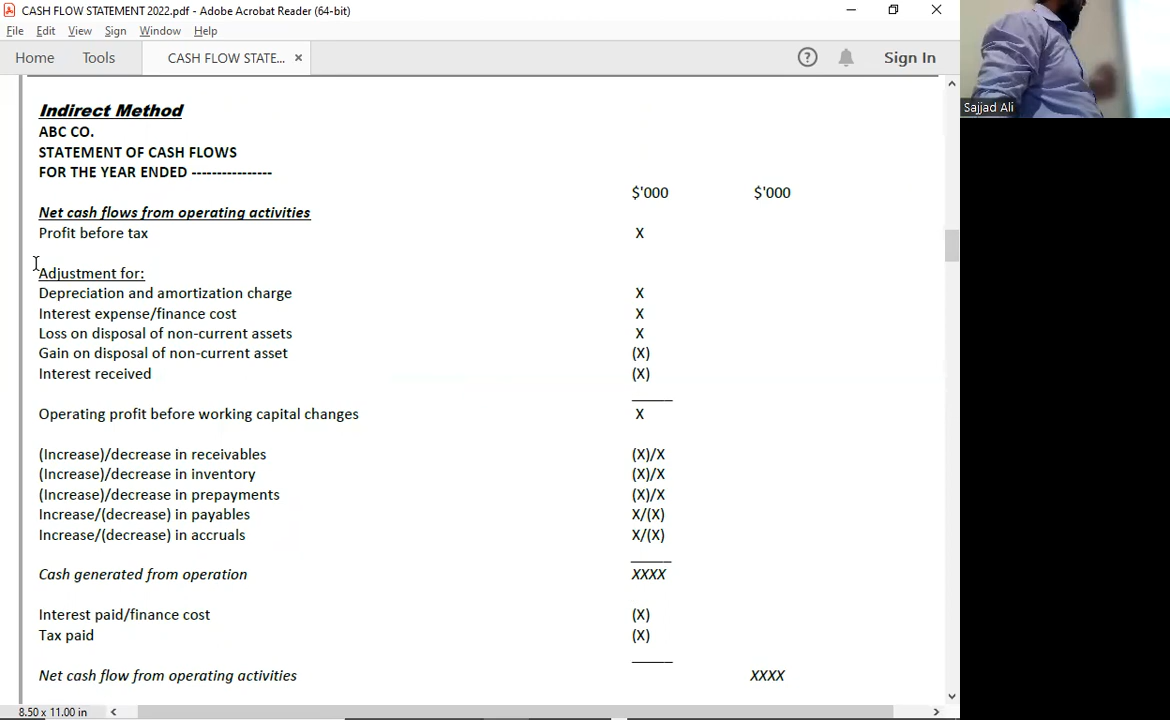 CASH FLOW STATEMENT 2022.pdf - Adobe Acrobat Reader (64-bit)
File Edit View Sign Window Help
Home Tools CASH FLOW STATE... × Sign In
Sajjad Ali
Indirect Method
ABC CO.
STATEMENT OF CASH FLOWS
FOR THE YEAR ENDED ----------------
$'000 $'000
Net cash flows from operating activities
Profit before tax X
Adjustment for:
Depreciation and amortization charge X
Interest expense/finance cost X
Loss on disposal of non-current assets X
Gain on disposal of non-current asset (X)
Interest received (X)
Operating profit before working capital changes X
(Increase)/decrease in receivables (X)/X
(Increase)/decrease in inventory (X)/X
(Increase)/decrease in prepayments (X)/X
Increase/(decrease) in payables X/(X)
Increase/(decrease) in accruals X/(X)
Cash generated from operation XXXX
Interest paid/finance cost (X)
Tax paid (X)
Net cash flow from operating activities XXXX
8.50 x 11.00 in